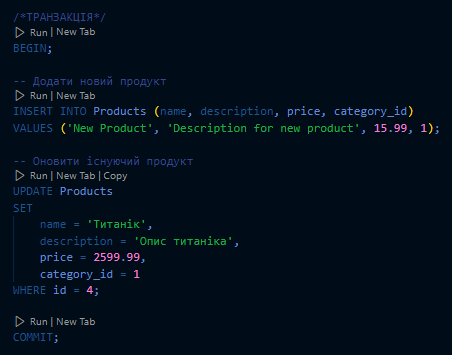 /*ТРАНЗАКЦІЯ*/
Run | New Tab
BEGIN;
-- Додати новий продукт
Run | New Tab
INSERT INTO Products (name, description, price, category_id)
VALUES ('New Product', 'Description for new product', 15.99, 1);
-- Оновити існуючий продукт
Run | New Tab | Copy
UPDATE Products
SET
name = 'Титанік',
description = 'Опис титаніка',
price = 2599.99,
category_id = 1
WHERE id = 4;
Run | New Tab
COMMIT;